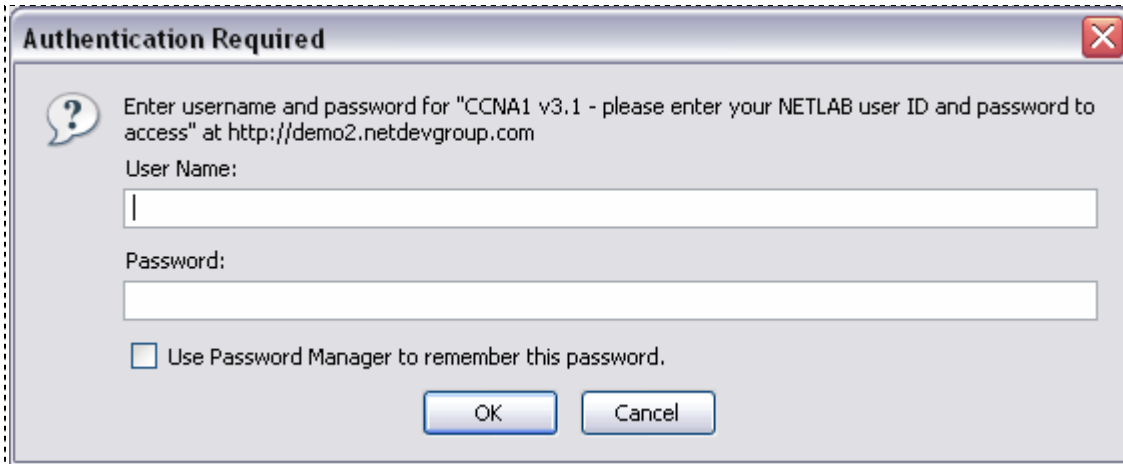 Authentication Required
Enter username and password for "CCNA1 v3.1 - please enter your NETLAB user ID and password to
access" at http://demo2.netdevgroup.com
User Name:
Password:
Use Password Manager to remember this password.
OK
Cancel